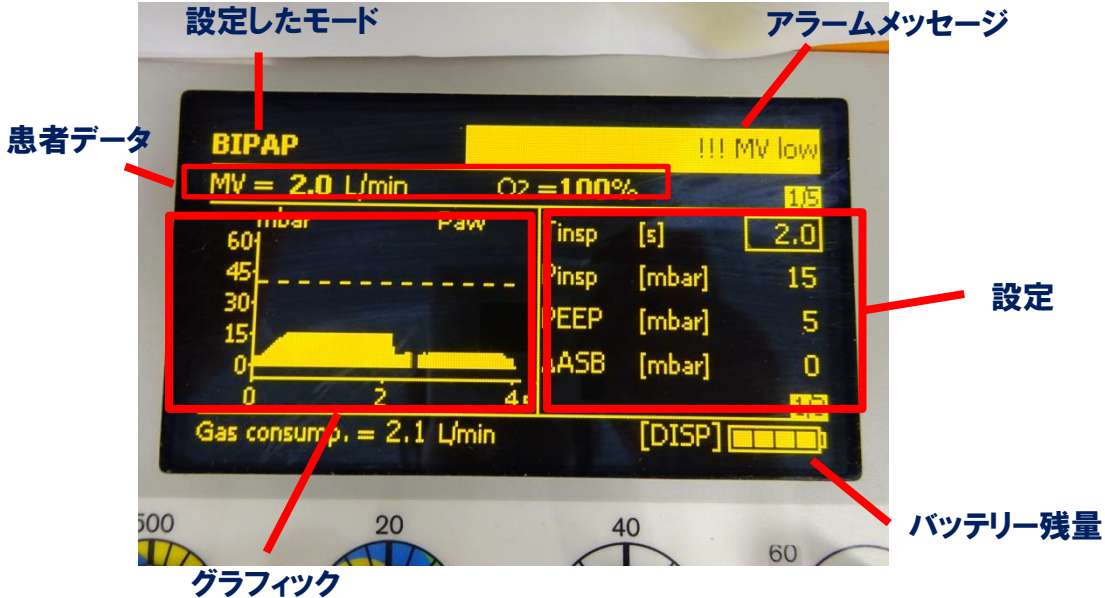 設定したモード
アラームメッセージ
患者データ
BIPAP
!!! MV low
MV = 2.0 L/min
O2 =100%
1/5
mbar
Paw
60
45
30
15
0
0
2
4
insp [s] 2.0
Pinsp [mbar] 15
PEEP [mbar] 5
ASB [mbar] 0
設定
Gas consump. = 2.1 L/min
[DISP]
バッテリー残量
500
20
40
60
グラフィック